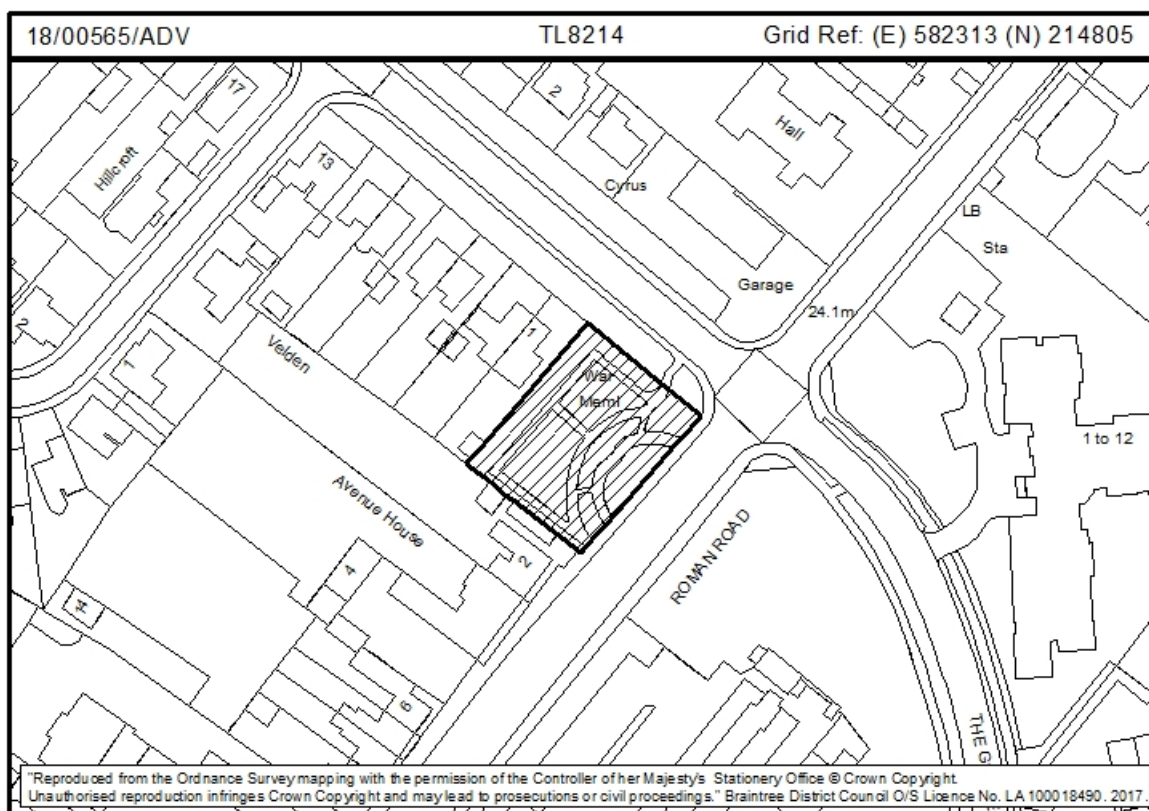 18/00565/ADV TL8214 Grid Ref: (E) 582313 (N) 214805
17
2
Hall
Hillcroft
13
Cyrus
LB
Sta
Garage
24.1m
2
1
Velden
1
War
Meml
1 to 12
Avenue House
ROMAN ROAD
2
4
14
6
THE G
"Reproduced from the Ordnance Survey mapping with the permission of the Controller of her Majesty's Stationery Office © Crown Copyright.
Unauthorised reproduction infringes Crown Copyright and may lead to prosecutions or civil proceedings." Braintree District Council O/S Licence No. LA 100018490. 2017.